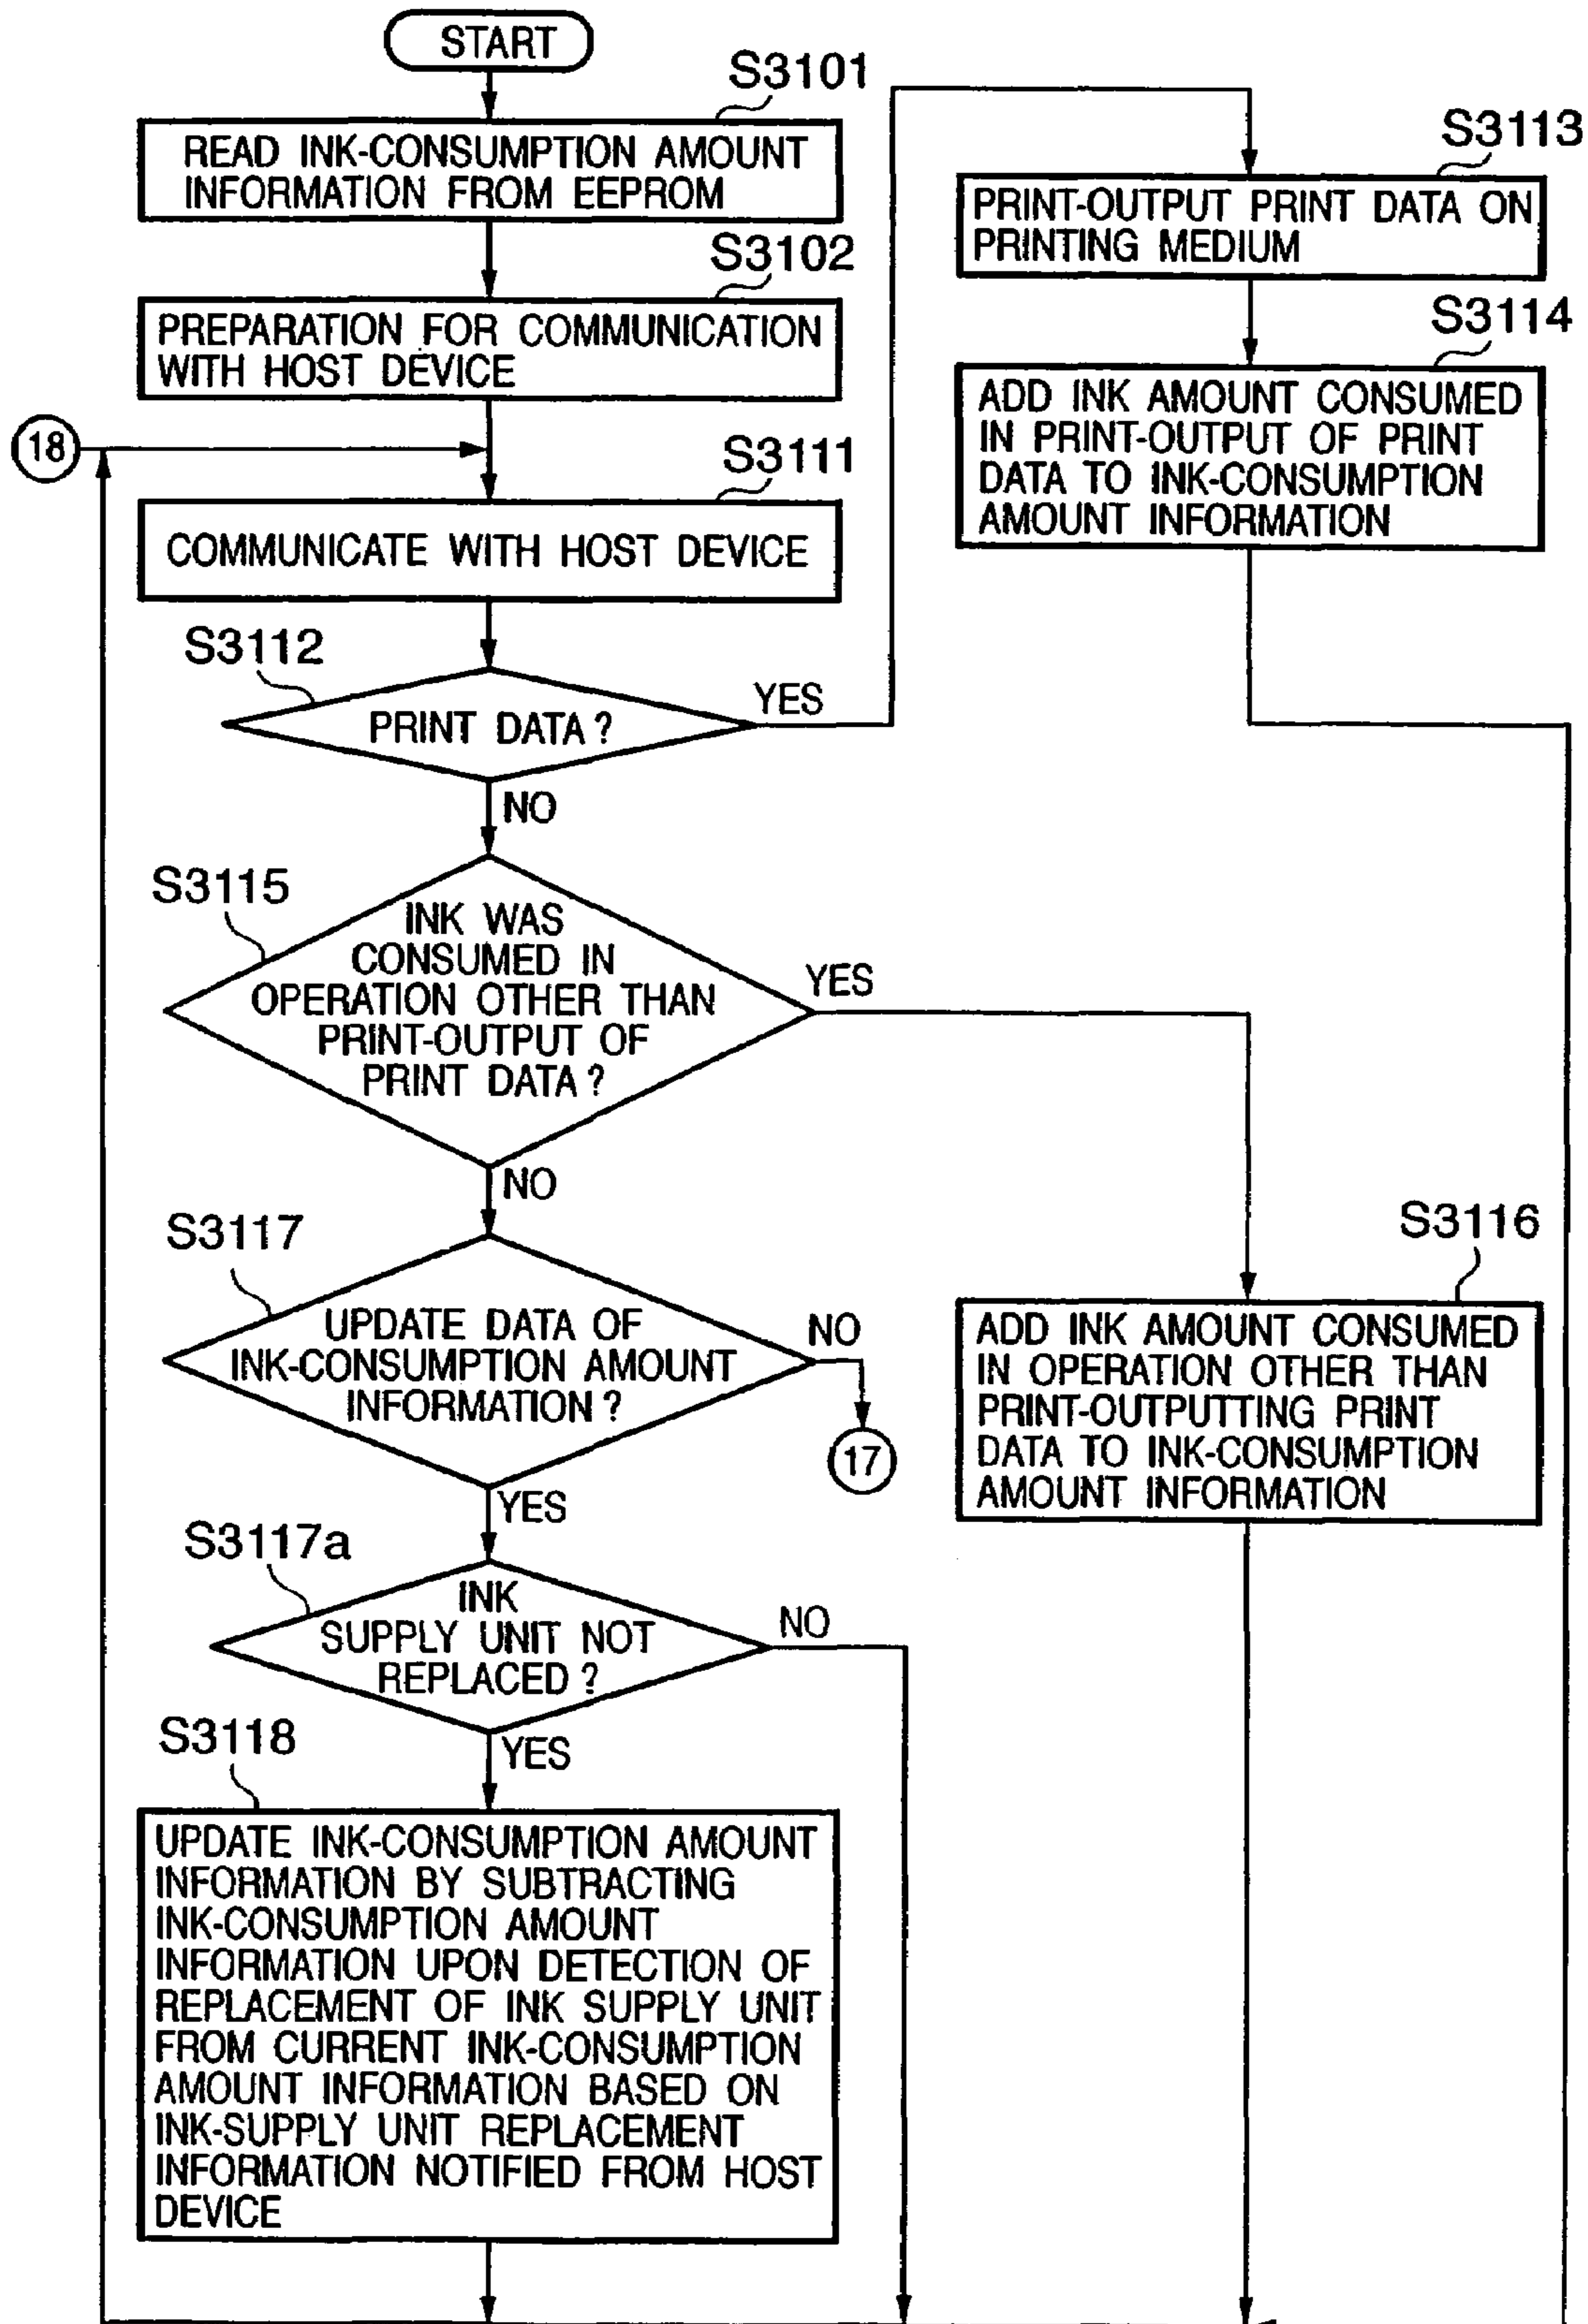 START
S3101
READ INK-CONSUMPTION AMOUNT
INFORMATION FROM EEPROM
S3102
PREPARATION FOR COMMUNICATION
WITH HOST DEVICE
18
S3111
COMMUNICATE WITH HOST DEVICE
S3112
PRINT DATA ?
YES
NO
S3113
PRINT-OUTPUT PRINT DATA ON
PRINTING MEDIUM
S3114
ADD INK AMOUNT CONSUMED
IN PRINT-OUTPUT OF PRINT
DATA TO INK-CONSUMPTION
AMOUNT INFORMATION
S3115
INK WAS
CONSUMED IN
OPERATION OTHER THAN
PRINT-OUTPUT OF
PRINT DATA ?
YES
NO
S3116
ADD INK AMOUNT CONSUMED
IN OPERATION OTHER THAN
PRINT-OUTPUTTING PRINT
DATA TO INK-CONSUMPTION
AMOUNT INFORMATION
S3117
UPDATE DATA OF
INK-CONSUMPTION AMOUNT
INFORMATION ?
NO
17
YES
S3117a
INK
SUPPLY UNIT NOT
REPLACED ?
NO
YES
S3118
UPDATE INK-CONSUMPTION AMOUNT
INFORMATION BY SUBTRACTING
INK-CONSUMPTION AMOUNT
INFORMATION UPON DETECTION OF
REPLACEMENT OF INK SUPPLY UNIT
FROM CURRENT INK-CONSUMPTION
AMOUNT INFORMATION BASED ON
INK-SUPPLY UNIT REPLACEMENT
INFORMATION NOTIFIED FROM HOST
DEVICE